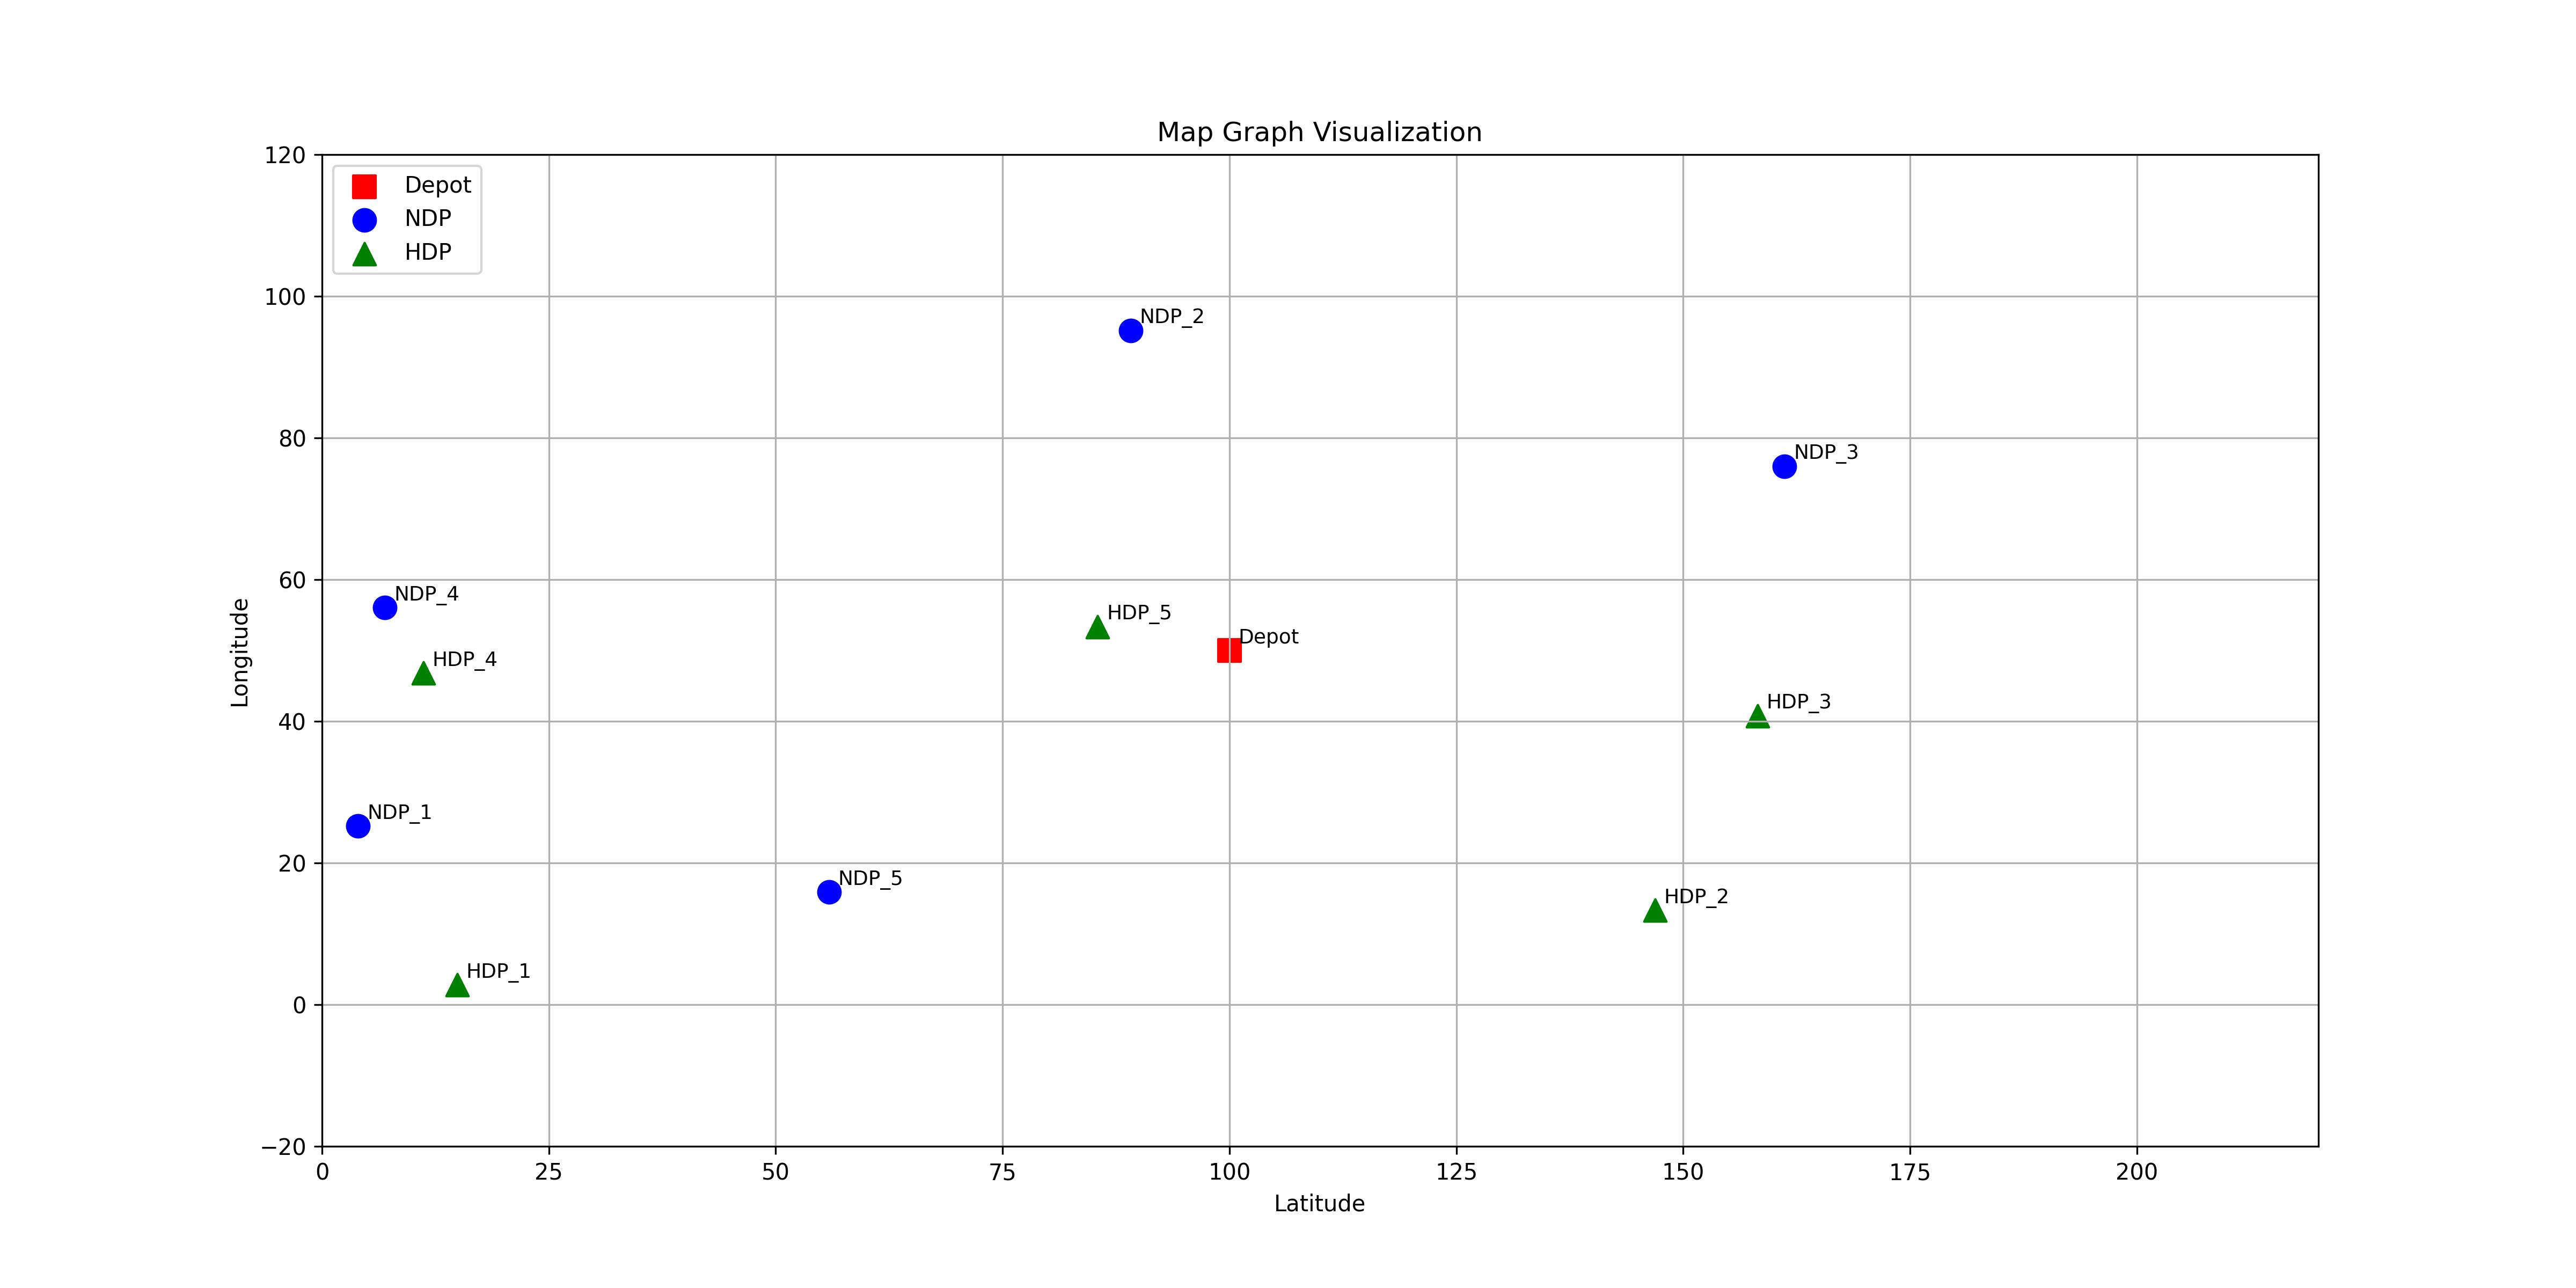 Map Graph Visualization
120
100
80
60
40
20
0
−20
Longitude
Depot
NDP
HDP
NDP_2
NDP_3
NDP_4
HDP_5
Depot
HDP_4
HDP_3
NDP_1
NDP_5
HDP_2
HDP_1
0 25 50 75 100 125 150 175 200
Latitude